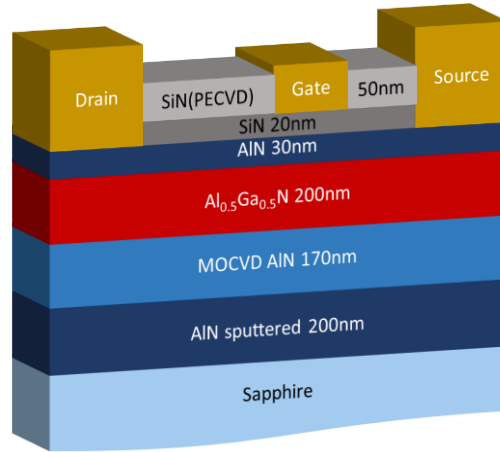 Drain
SiN(PECVD)
Gate
50nm
Source
SiN 20nm
AlN 30nm
Al₀.₅Ga₀.₅N 200nm
MOCVD AlN 170nm
AlN sputtered 200nm
Sapphire